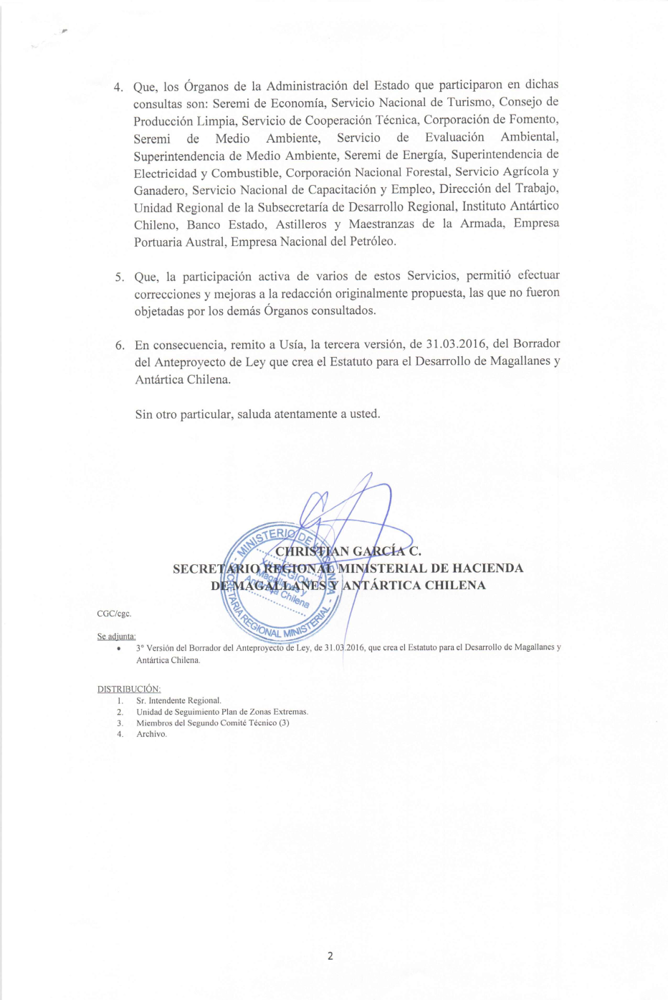 4. Que, los Órganos de la Administración del Estado que participaron en dichas
consultas son: Seremi de Economía, Servicio Nacional de Turismo, Consejo de
Producción Limpia, Servicio de Cooperación Técnica, Corporación de Fomento,
Seremi de Medio Ambiente, Servicio de Evaluación Ambiental,
Superintendencia de Medio Ambiente, Seremi de Energía, Superintendencia de
Electricidad y Combustible, Corporación Nacional Forestal, Servicio Agrícola y
Ganadero, Servicio Nacional de Capacitación y Empleo, Dirección del Trabajo,
Unidad Regional de la Subsecretaría de Desarrollo Regional, Instituto Antártico
Chileno, Banco Estado, Astilleros y Maestranzas de la Armada, Empresa
Portuaria Austral, Empresa Nacional del Petróleo.
5. Que, la participación activa de varios de estos Servicios, permitió efectuar
correcciones y mejoras a la redacción originalmente propuesta, las que no fueron
objetadas por los demás Órganos consultados.
6. En consecuencia, remito a Usía, la tercera versión, de 31.03.2016, del Borrador
del Anteproyecto de Ley que crea el Estatuto para el Desarrollo de Magallanes y
Antártica Chilena.
Sin otro particular, saluda atentamente a usted.
MINISTERIO DE HACIENDA
SECRETARIA REGIONAL MINISTERIAL
XII REGION
Magallanes y
Antártica Chilena
CHRISTIAN GARCÍA C.
SECRETARIO REGIONAL MINISTERIAL DE HACIENDA
DE MAGALLANES Y ANTÁRTICA CHILENA
CGC/cgc.
Se adjunta:
• 3° Versión del Borrador del Anteproyecto de Ley, de 31.03.2016, que crea el Estatuto para el Desarrollo de Magallanes y
Antártica Chilena.
DISTRIBUCIÓN:
1. Sr. Intendente Regional.
2. Unidad de Seguimiento Plan de Zonas Extremas.
3. Miembros del Segundo Comité Técnico (3)
4. Archivo.
2